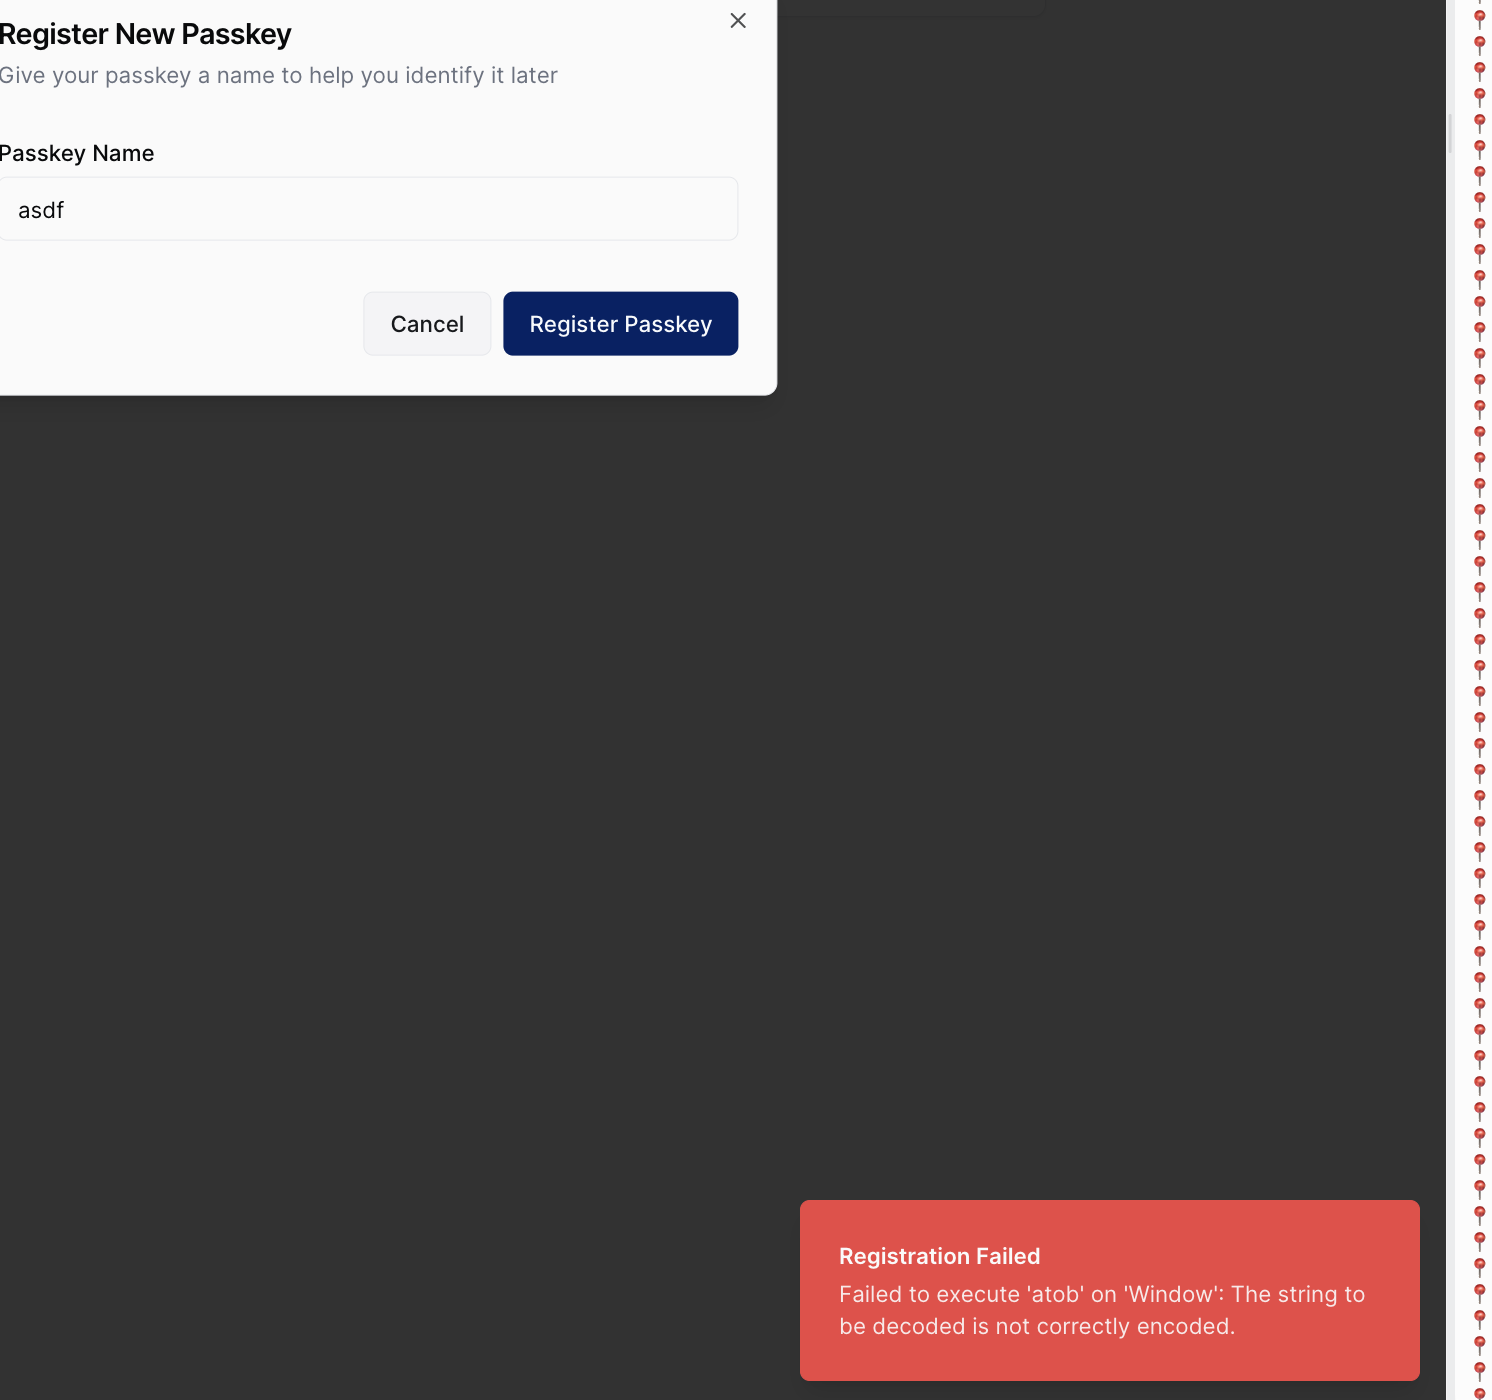 Register New Passkey
Give your passkey a name to help you identify it later
Passkey Name
asdf
Cancel
Register Passkey
Registration Failed
Failed to execute 'atob' on 'Window': The string to
be decoded is not correctly encoded.